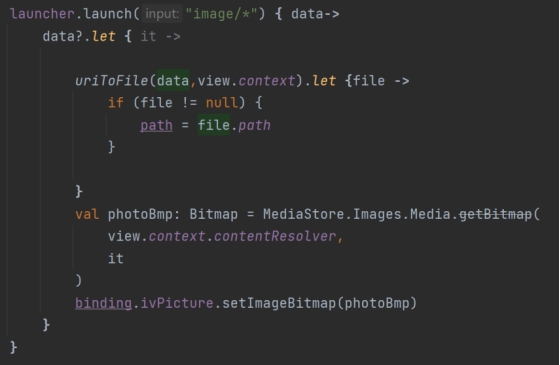 launcher.launch( input: "image/*") { data->
data?.let { it ->
uriToFile(data,view.context).let {file ->
if (file != null) {
path = file.path
}
}
val photoBmp: Bitmap = MediaStore.Images.Media.getBitmap(
view.context.contentResolver,
it
)
binding.ivPicture.setImageBitmap(photoBmp)
}
}